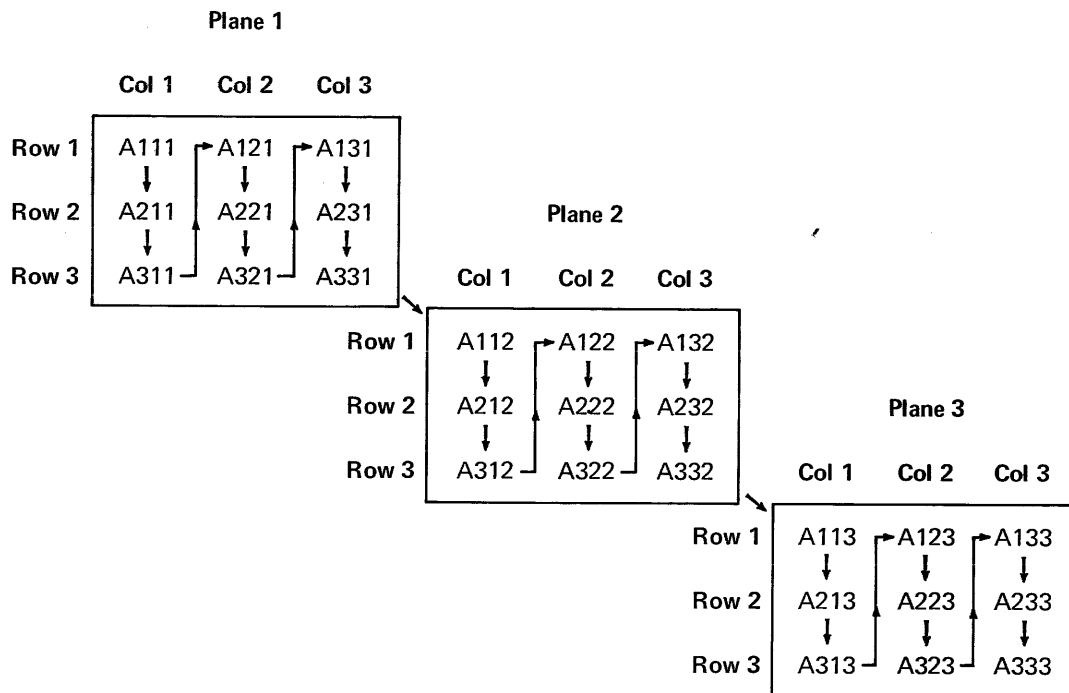 Plane 1
Col 1 Col 2 Col 3
Row 1 A111 A121 A131
Row 2 A211 A221 A231
Row 3 A311 A321 A331
Plane 2
Col 1 Col 2 Col 3
Row 1 A112 A122 A132
Row 2 A212 A222 A232
Row 3 A312 A322 A332
Plane 3
Col 1 Col 2 Col 3
Row 1 A113 A123 A133
Row 2 A213 A223 A233
Row 3 A313 A323 A333